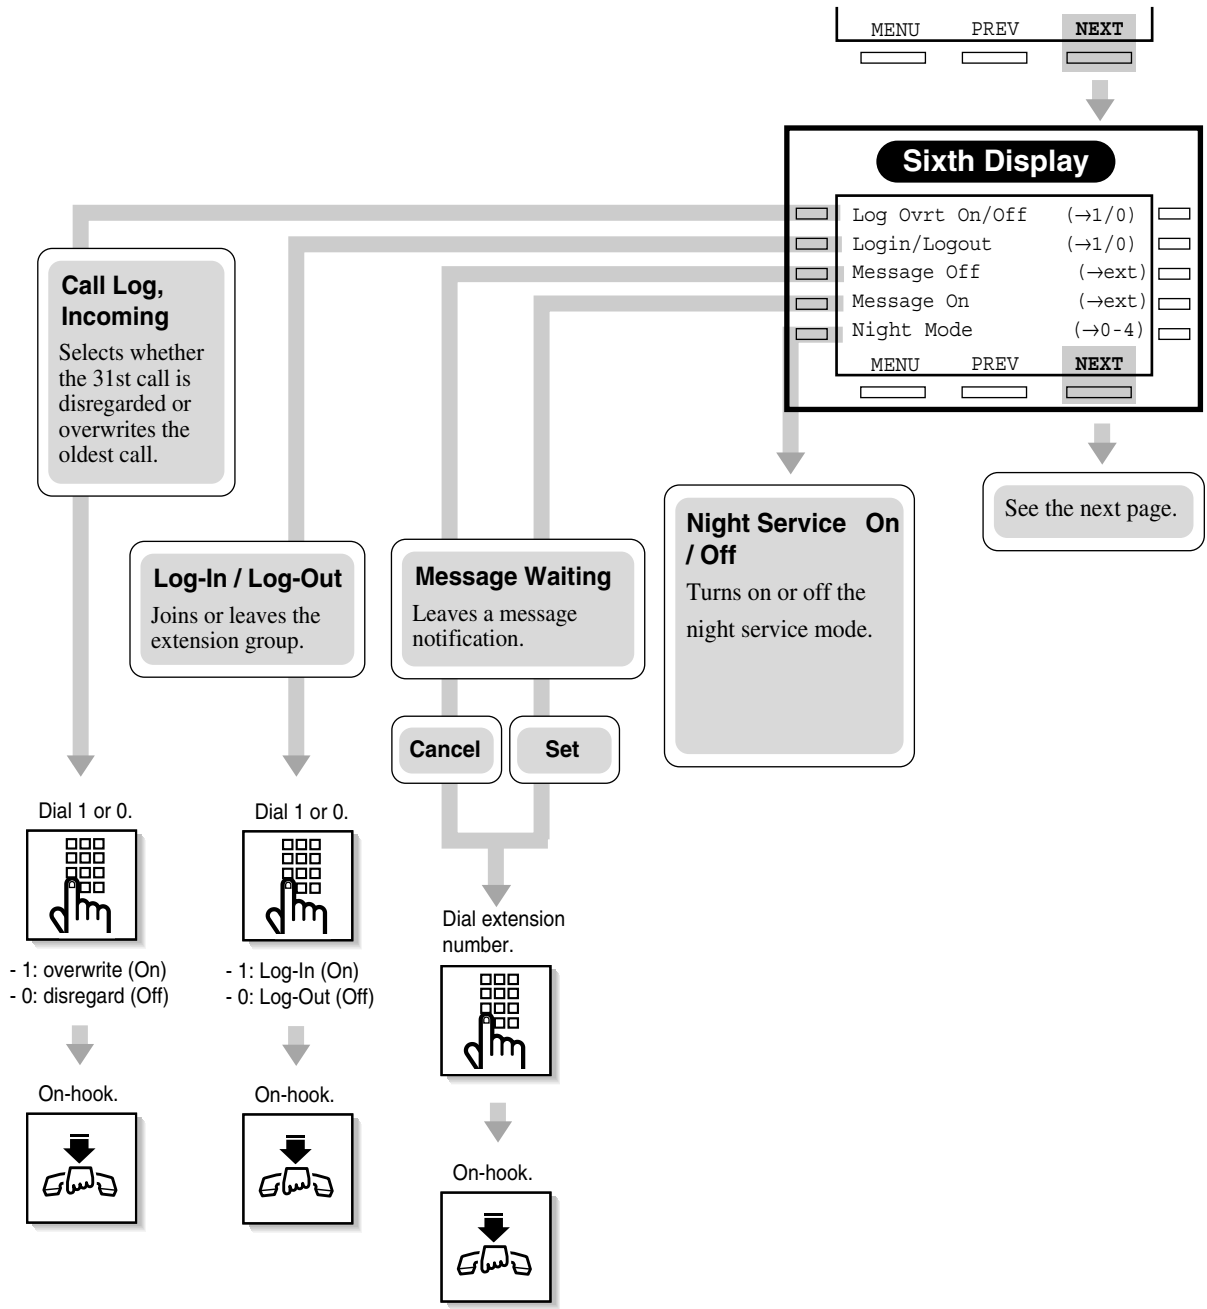 MENU PREV NEXT
Sixth Display
Log Ovrt On/Off (→1/0)
Login/Logout (→1/0)
Message Off (→ext)
Message On (→ext)
Night Mode (→0-4)
MENU PREV NEXT
Call Log,
Incoming
Selects whether
the 31st call is
disregarded or
overwrites the
oldest call.
Log-In / Log-Out
Joins or leaves the
extension group.
Message Waiting
Leaves a message
notification.
Cancel
Set
Night Service On
/ Off
Turns on or off the
night service mode.
See the next page.
Dial 1 or 0.
- 1: overwrite (On)
- 0: disregard (Off)
On-hook.
Dial 1 or 0.
- 1: Log-In (On)
- 0: Log-Out (Off)
On-hook.
Dial extension
number.
On-hook.